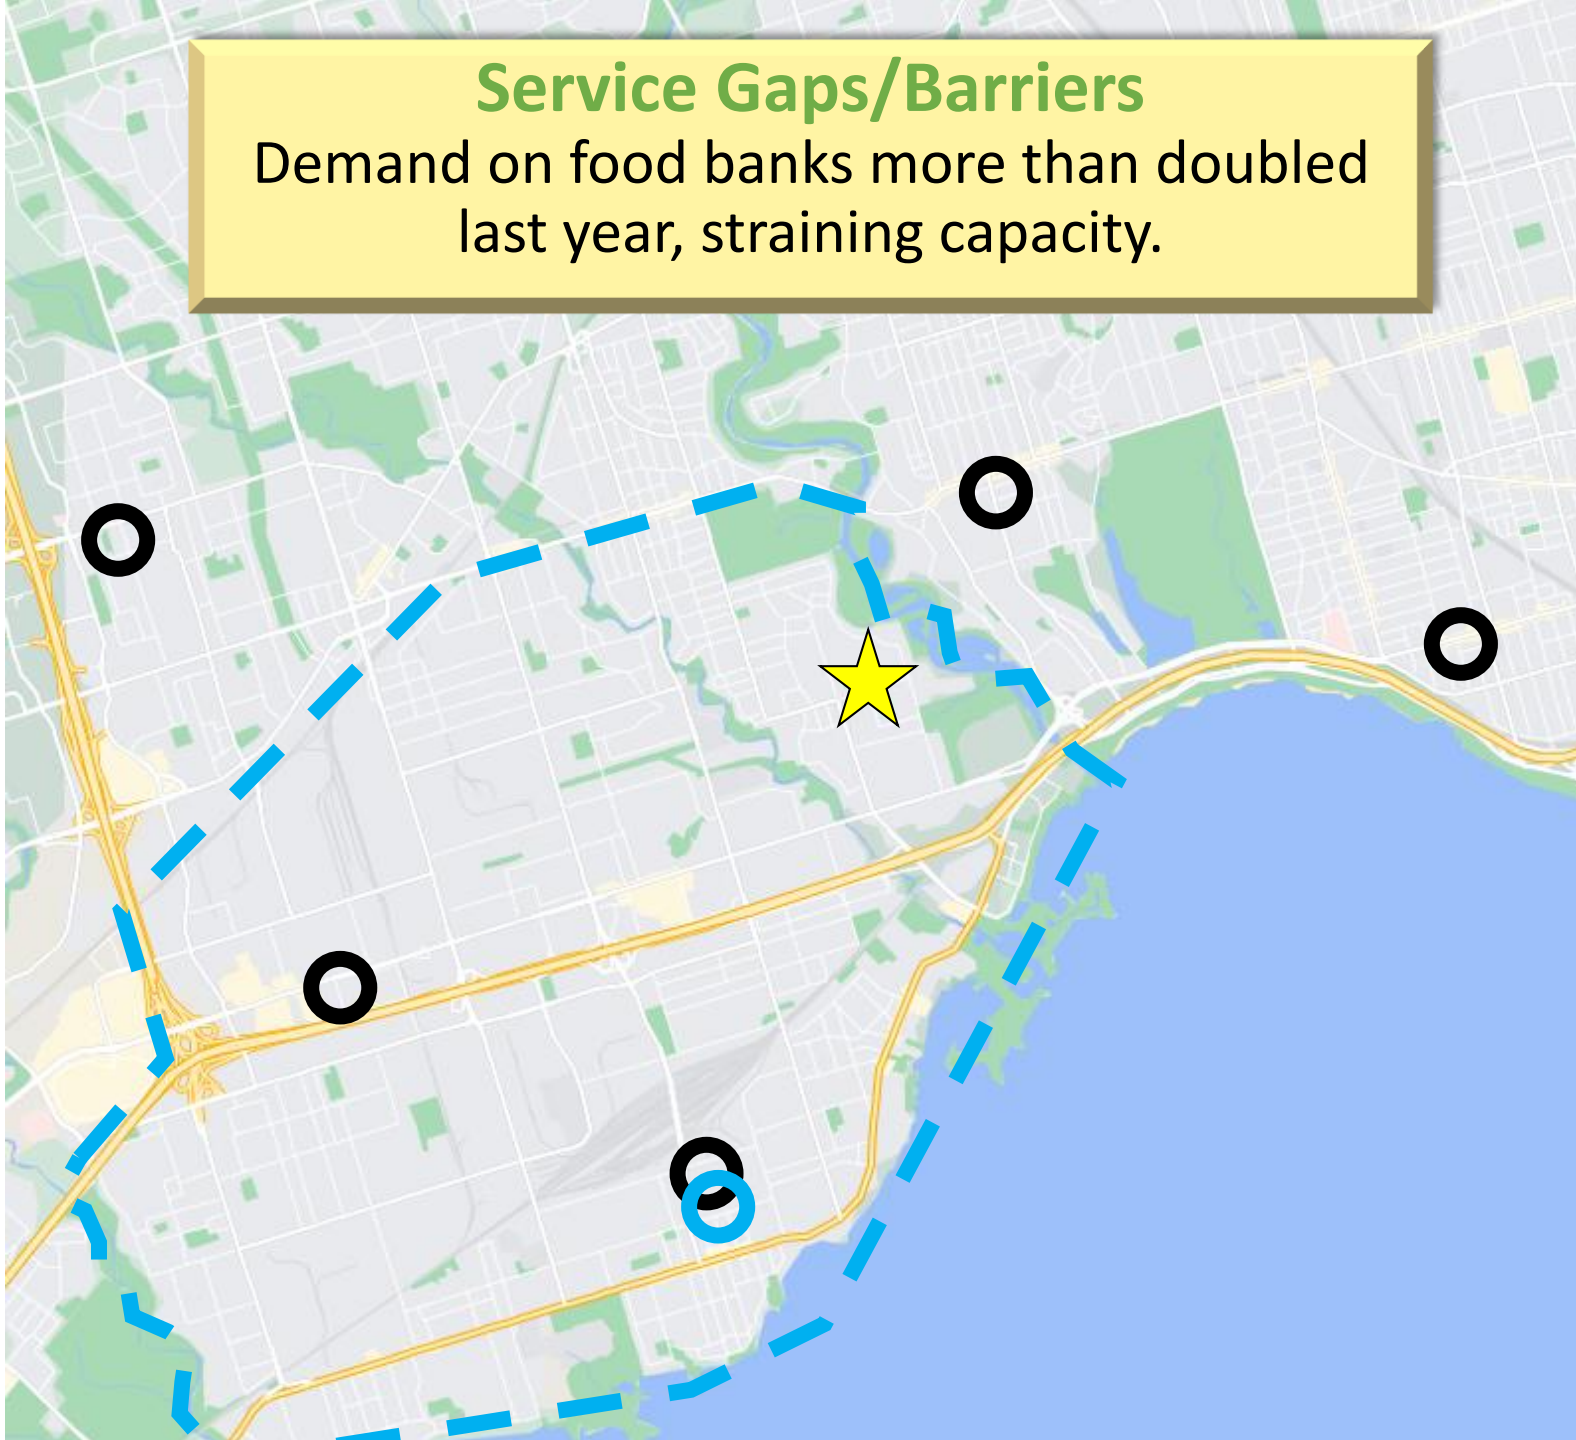 Service Gaps/Barriers
Demand on food banks more than doubled
last year, straining capacity.